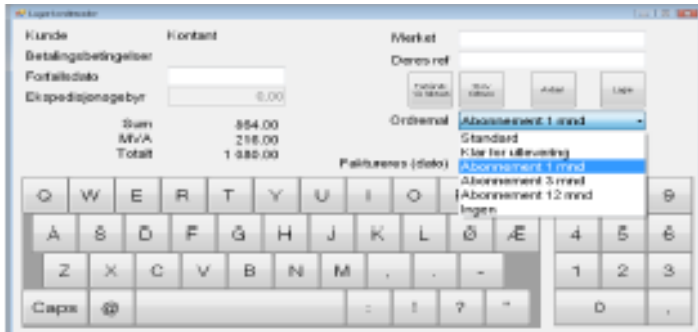 Lager kreditnota
Kunde Kontant
Betalingsbetingelser
Forfallsdato
Ekspedisjonsgebyr 0,00
Sum 864.00
MVA 216.00
Totalt 1 080.00
Merket
Deres ref
Avbryt Lagre
Ordremal Abonnement 1 mnd
Standard
Klar for utlevering
Abonnement 1 mnd
Abonnement 3 mnd
Abonnement 12 mnd
Ingen
Faktureres (dato)
Q W E R T Y U I O 9
A S D F G H J K L Ø Æ 4 5 6
Z X C V B N M , . - 1 2 3
Caps @ : ! ? " 0 ,